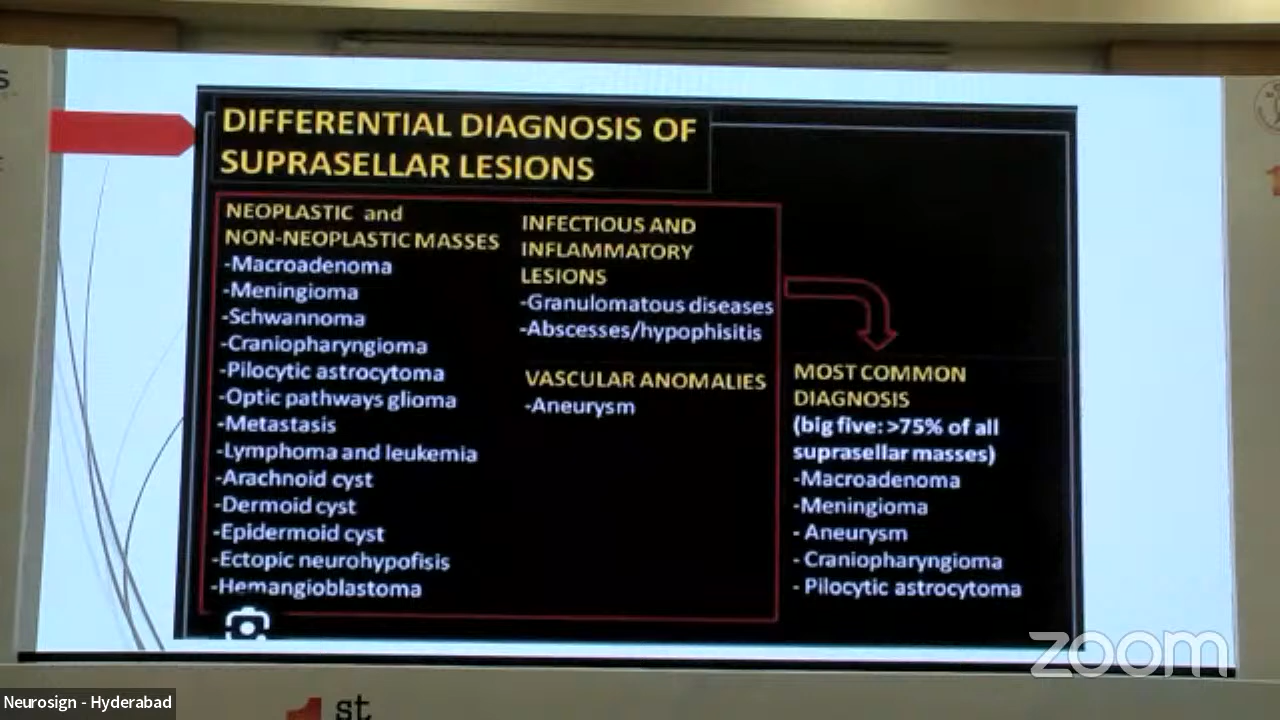 DIFFERENTIAL DIAGNOSIS OF
SUPRASELLAR LESIONS
NEOPLASTIC and
NON-NEOPLASTIC MASSES
-Macroadenoma
-Meningioma
-Schwannoma
-Craniopharyngioma
-Pilocytic astrocytoma
-Optic pathways glioma
-Metastasis
-Lymphoma and leukemia
-Arachnoid cyst
-Dermoid cyst
-Epidermoid cyst
-Ectopic neurohypofisis
-Hemangioblastoma
INFECTIOUS AND
INFLAMMATORY
LESIONS
-Granulomatous diseases
-Abscesses/hypophisitis
VASCULAR ANOMALIES
-Aneurysm
MOST COMMON
DIAGNOSIS
(big five: >75% of all
suprasellar masses)
-Macroadenoma
-Meningioma
- Aneurysm
- Craniopharyngioma
- Pilocytic astrocytoma
zoom
Neurosign - Hyderabad
1st